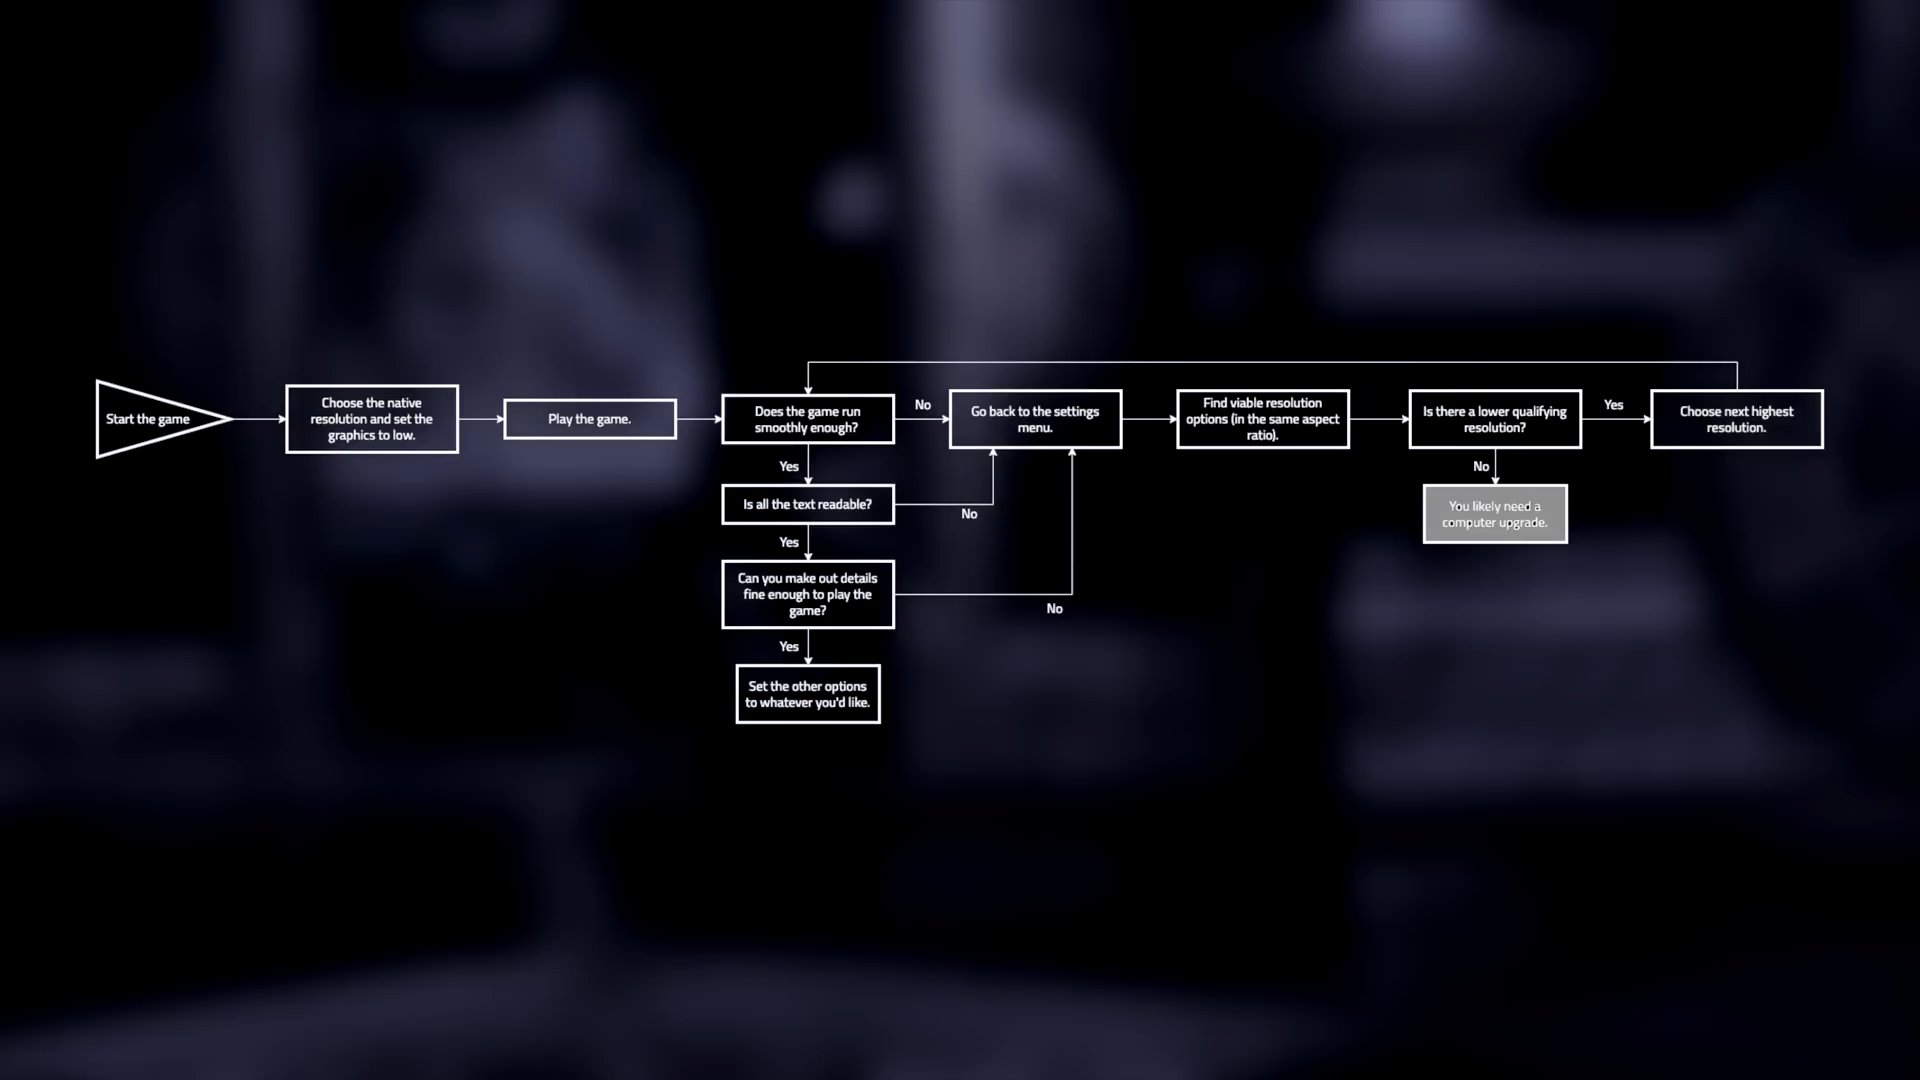 Start the game
Choose the native
resolution and set the
graphics to low.
Play the game.
Does the game run
smoothly enough?
No
Go back to the settings
menu.
Find viable resolution
options (in the same aspect
ratio).
Is there a lower qualifying
resolution?
Yes
Choose next highest
resolution.
Yes
No
Is all the text readable?
No
You likely need a
computer upgrade.
Yes
Can you make out details
fine enough to play the
game?
No
Yes
Set the other options
to whatever you'd like.